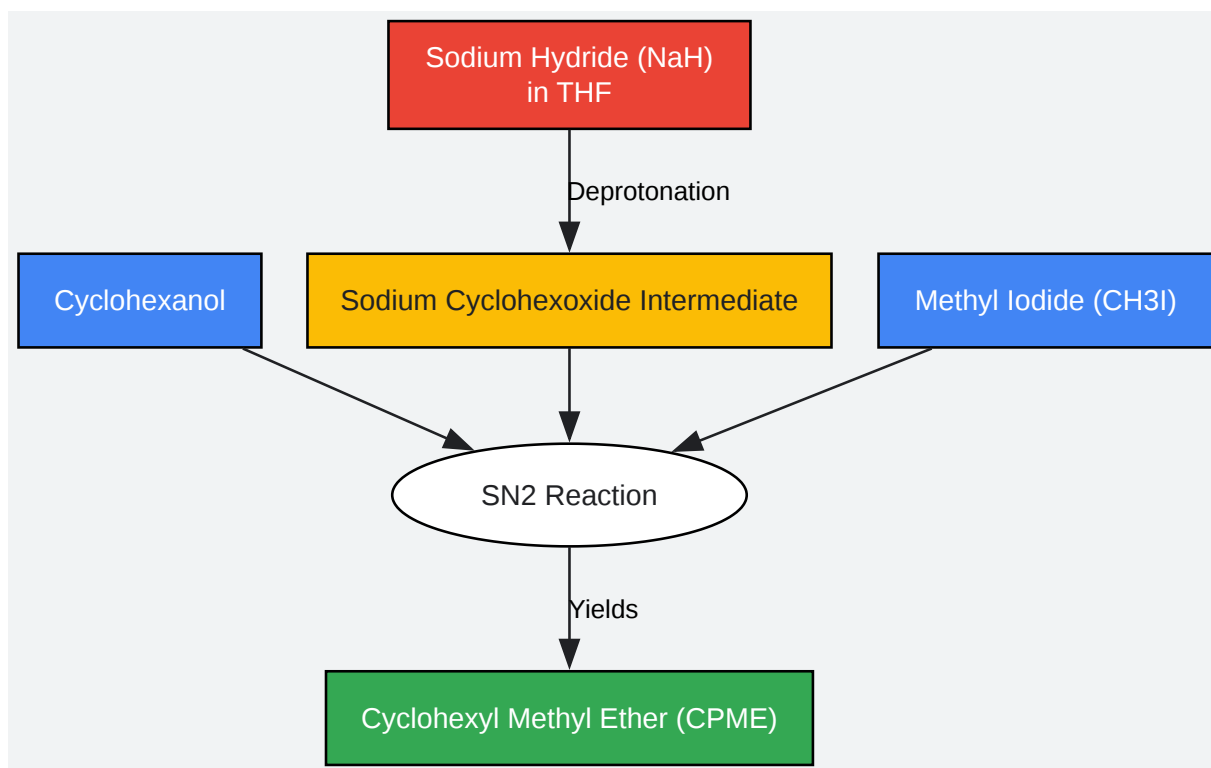 Sodium Hydride (NaH)
in THF
Deprotonation
Cyclohexanol
Sodium Cyclohexoxide Intermediate
Methyl Iodide (CH3I)
SN2 Reaction
Yields
Cyclohexyl Methyl Ether (CPME)